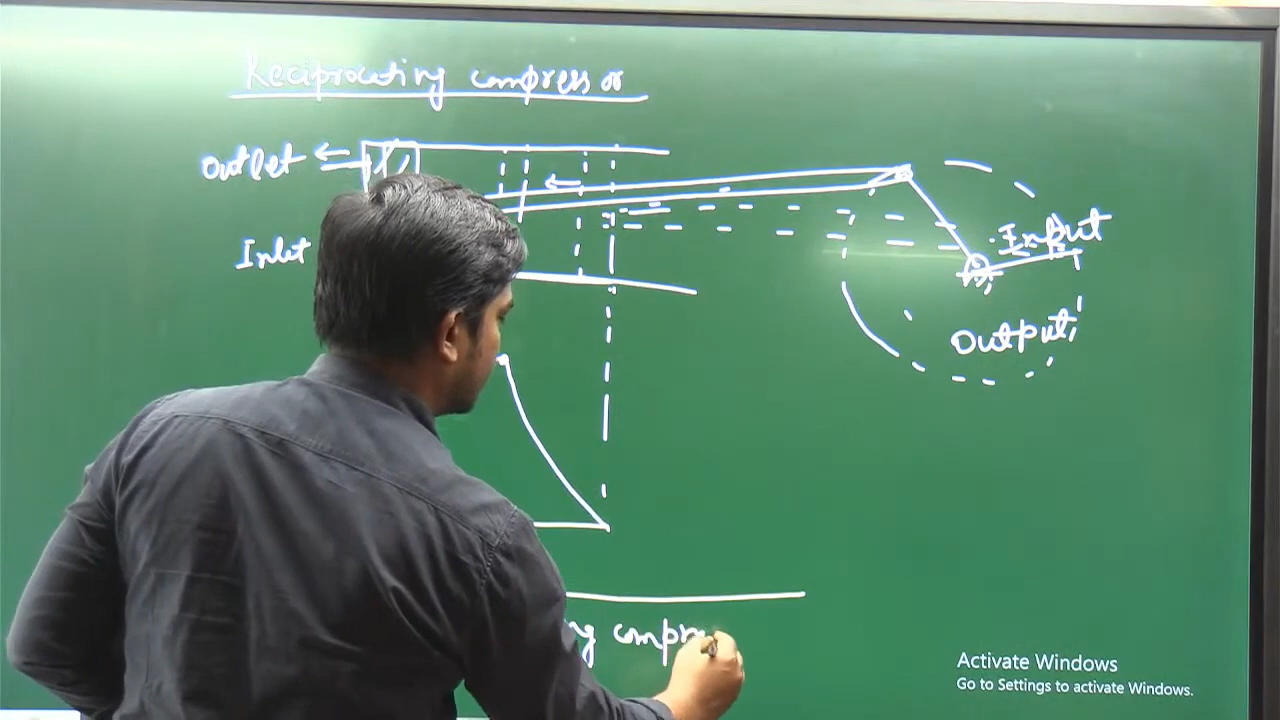 Reciprocating compressor
Outlet
Inlet
Input
Output
Activate Windows
Go to Settings to activate Windows.